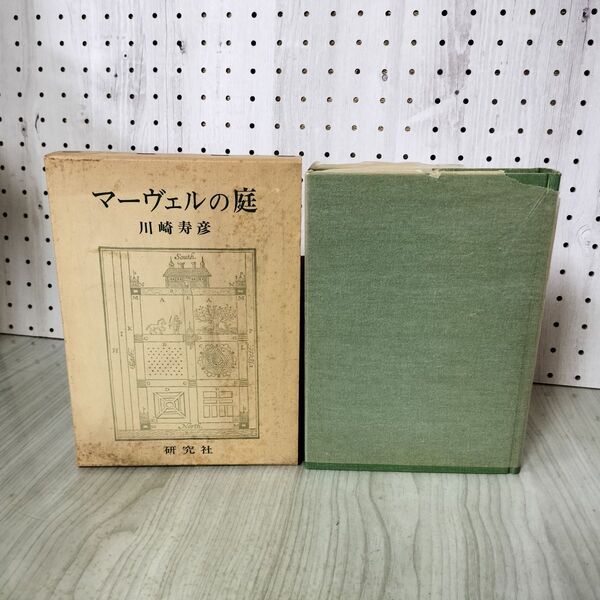 マーヴェルの庭
川崎寿彦
South.
M A E A M
K
H
North.
研究社